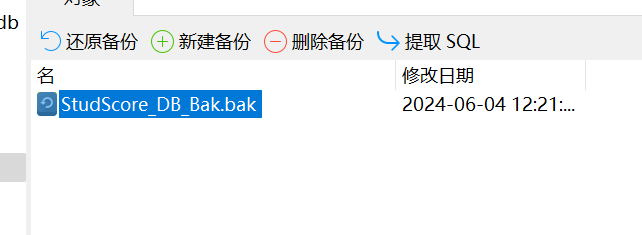 对象
db
还原备份 新建备份 删除备份 提取 SQL
名 修改日期
StudScore_DB_Bak.bak 2024-06-04 12:21:...